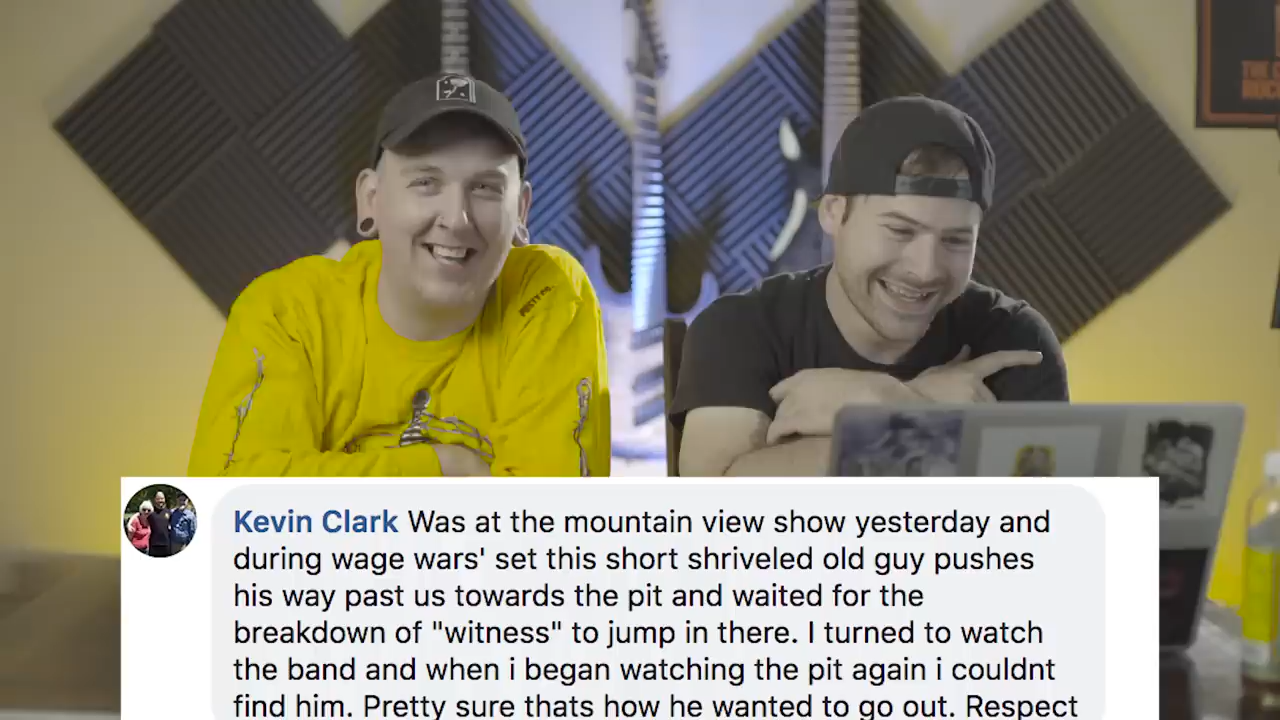 Kevin Clark Was at the mountain view show yesterday and
during wage wars' set this short shriveled old guy pushes
his way past us towards the pit and waited for the
breakdown of "witness" to jump in there. I turned to watch
the band and when i began watching the pit again i couldnt
find him. Pretty sure thats how he wanted to go out. Respect